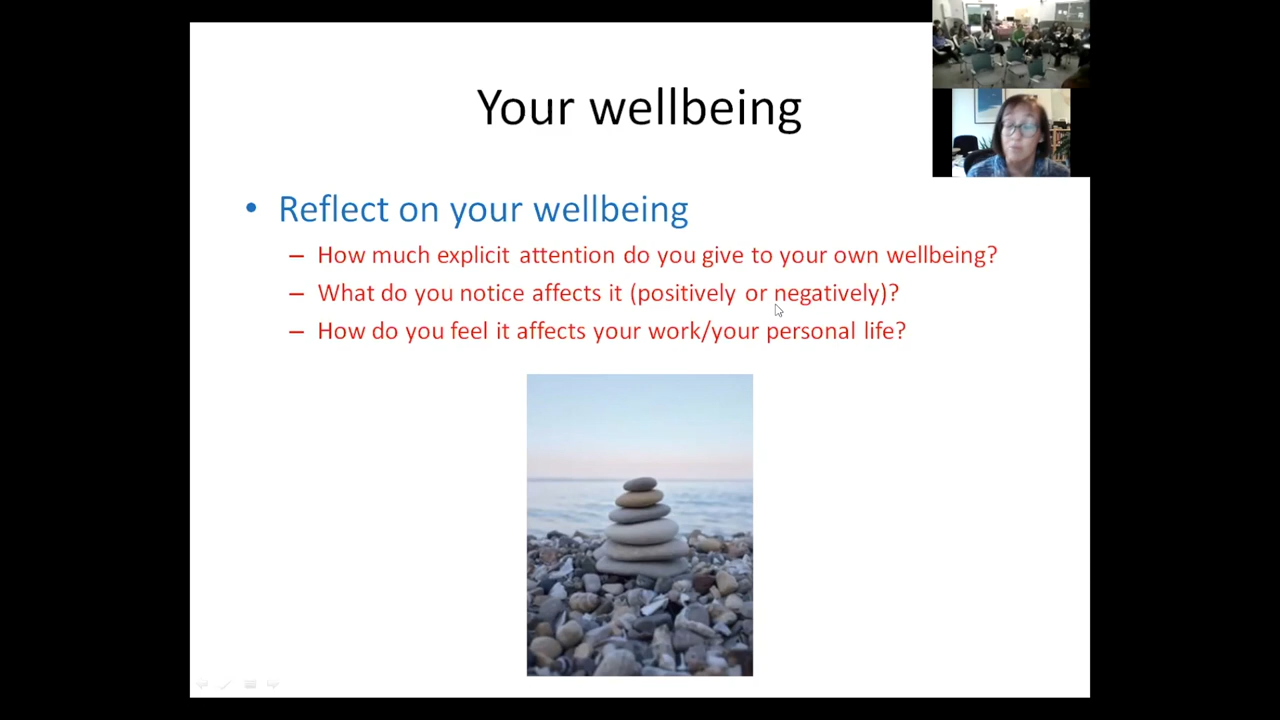 Your wellbeing
• Reflect on your wellbeing
– How much explicit attention do you give to your own wellbeing?
– What do you notice affects it (positively or negatively)?
– How do you feel it affects your work/your personal life?